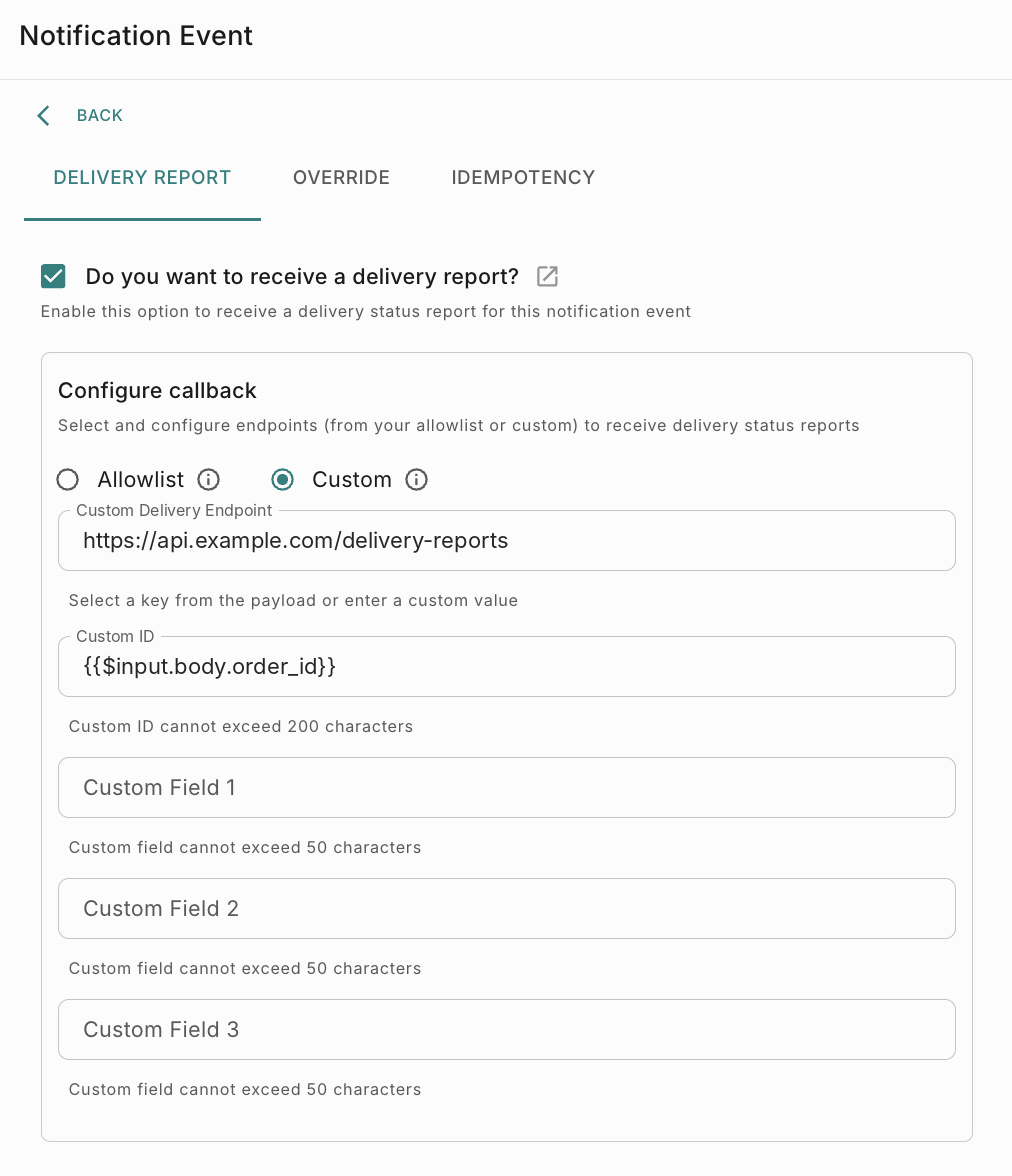 Notification Event
BACK
DELIVERY REPORT OVERRIDE IDEMPOTENCY
Do you want to receive a delivery report?
Enable this option to receive a delivery status report for this notification event
Configure callback
Select and configure endpoints (from your allowlist or custom) to receive delivery status reports
Allowlist Custom
Custom Delivery Endpoint
https://api.example.com/delivery-reports
Select a key from the payload or enter a custom value
Custom ID
{{$input.body.order_id}}
Custom ID cannot exceed 200 characters
Custom Field 1
Custom field cannot exceed 50 characters
Custom Field 2
Custom field cannot exceed 50 characters
Custom Field 3
Custom field cannot exceed 50 characters